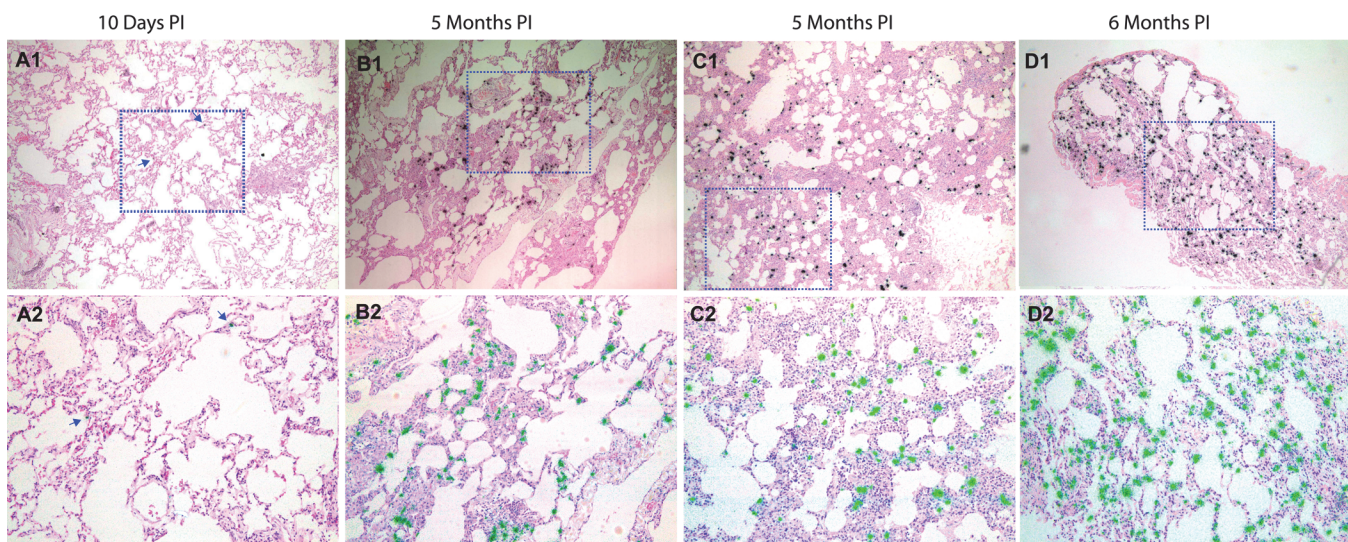 10 Days PI
5 Months PI
5 Months PI
6 Months PI
A1
B1
C1
D1
A2
B2
C2
D2